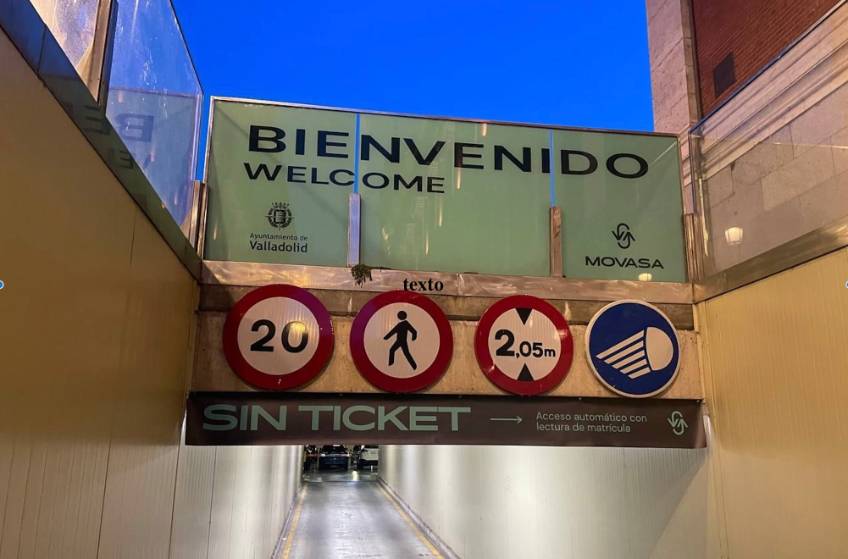 BIENVENIDO
WELCOME
Ayuntamiento de
Valladolid
MOVASA
texto
20
2,05m
SIN TICKET → Acceso automático con
lectura de matrícula